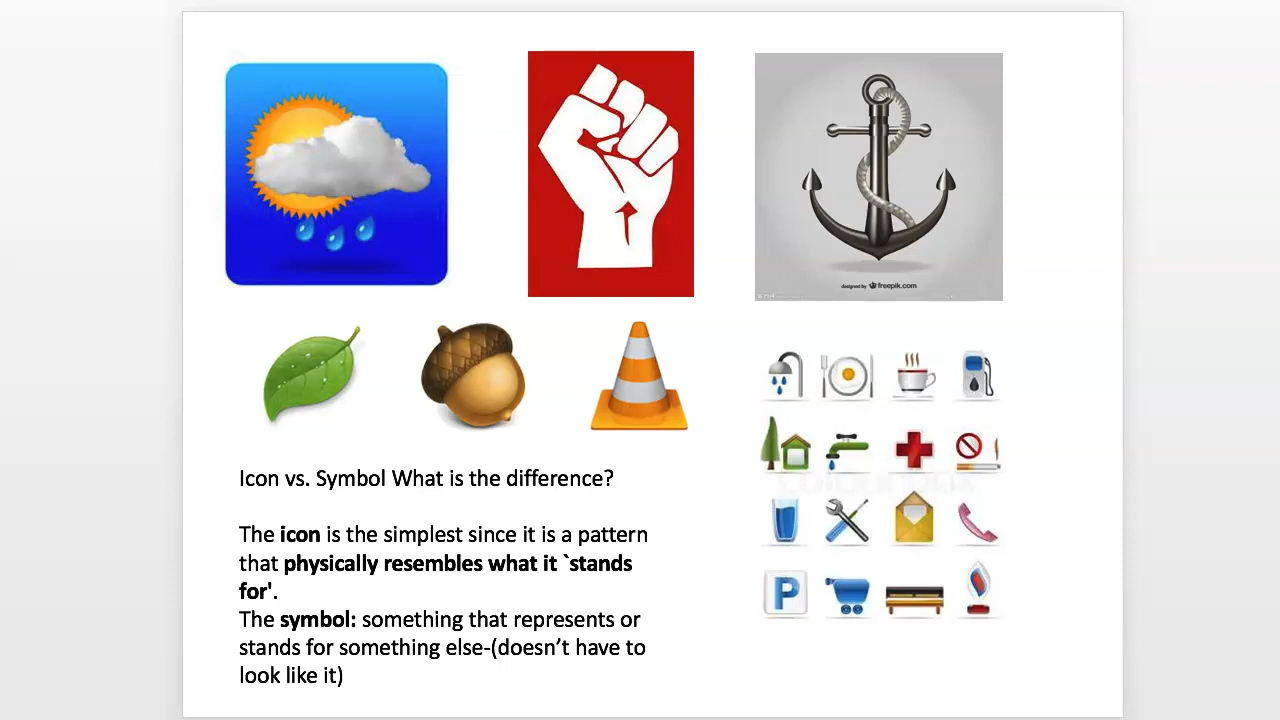 designed by freepik.com
Icon vs. Symbol What is the difference?
The icon is the simplest since it is a pattern
that physically resembles what it `stands
for'.
The symbol: something that represents or
stands for something else-(doesn’t have to
look like it)
P